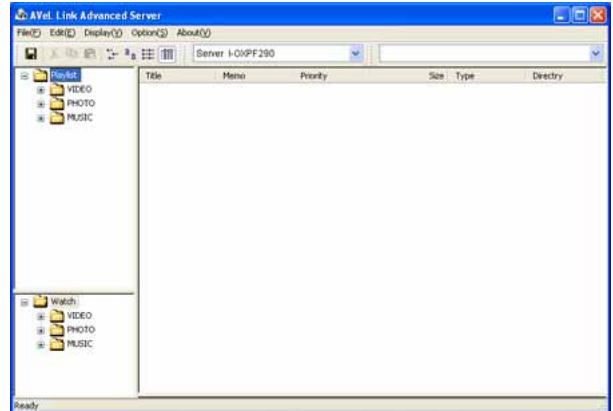 AVeL Link Advanced Server
File(F) Edit(E) Display(V) Option(S) About(V)
Server I-OXPF290
Title Memo Priority Size Type Directry
Playlist
VIDEO
PHOTO
MUSIC
Watch
VIDEO
PHOTO
MUSIC
Ready